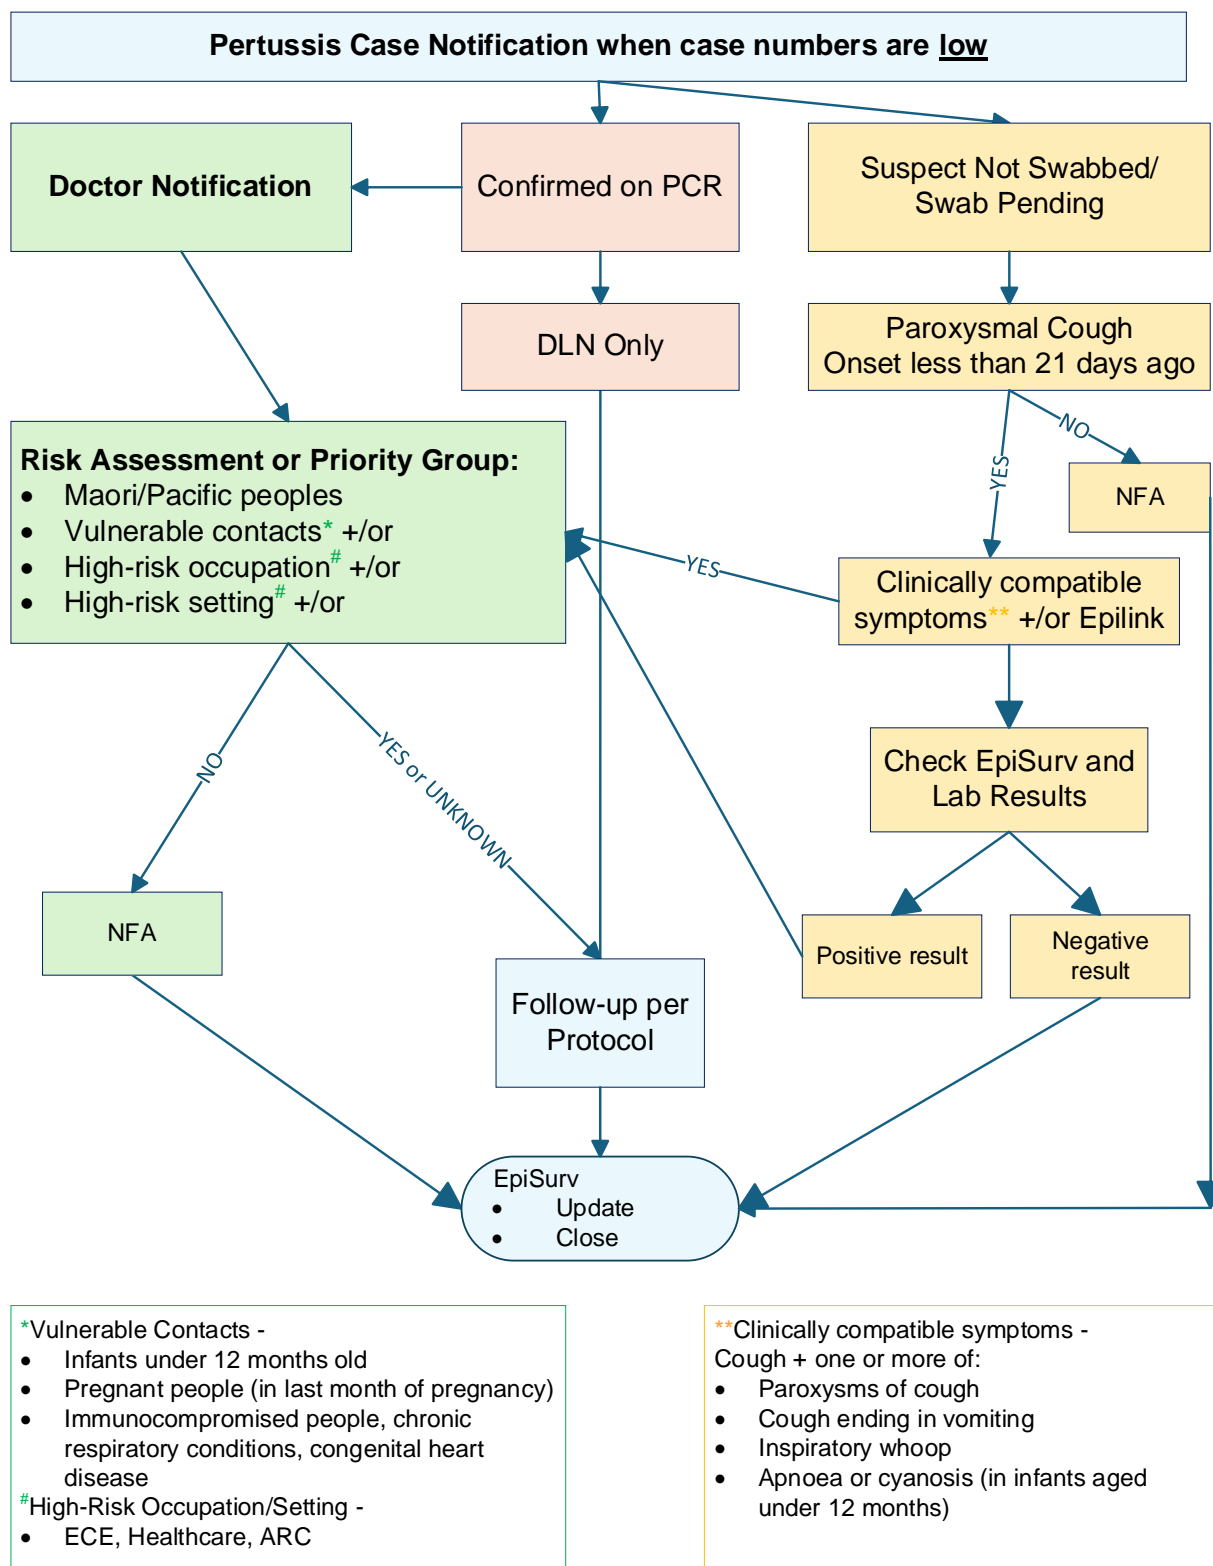 Pertussis Case Notification when case numbers are low
Doctor Notification
Confirmed on PCR
Suspect Not Swabbed/
Swab Pending
DLN Only
Paroxysmal Cough
Onset less than 21 days ago
NO
YES
NFA
Risk Assessment or Priority Group:
• Maori/Pacific peoples
• Vulnerable contacts* +/or
• High-risk occupation# +/or
• High-risk setting# +/or
YES
Clinically compatible
symptoms** +/or Epilink
NO
YES or UNKNOWN
Check EpiSurv and
Lab Results
NFA
Positive result
Negative
result
Follow-up per
Protocol
EpiSurv
• Update
• Close
*Vulnerable Contacts -
• Infants under 12 months old
• Pregnant people (in last month of pregnancy)
• Immunocompromised people, chronic
respiratory conditions, congenital heart
disease
#High-Risk Occupation/Setting -
• ECE, Healthcare, ARC
**Clinically compatible symptoms -
Cough + one or more of:
• Paroxysms of cough
• Cough ending in vomiting
• Inspiratory whoop
• Apnoea or cyanosis (in infants aged
under 12 months)